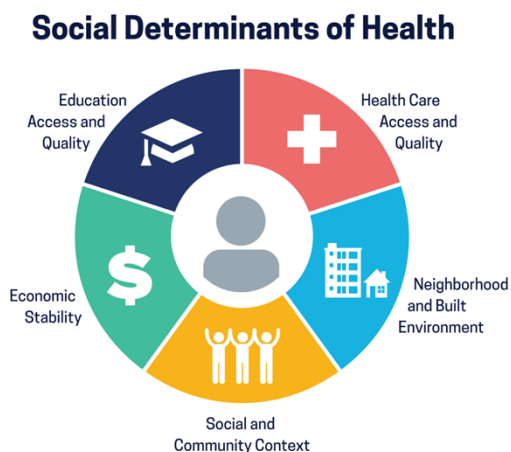 Social Determinants of Health
Education
Access and
Quality
Health Care
Access and
Quality
Economic
Stability
$
Neighborhood
and Built
Environment
Social and
Community Context